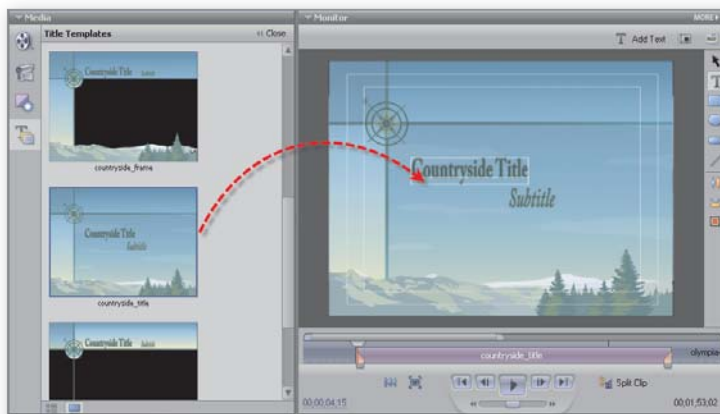 Media
Title Templates
Close
Countryside Title
countryside_frame
Countryside Title
Subtitle
countryside_title
Countryside Title
Monitor
MORE
Add Text
Countryside Title
Subtitle
countryside_title
olympia
Split Clip
00;00;04;15
00;01;53;02